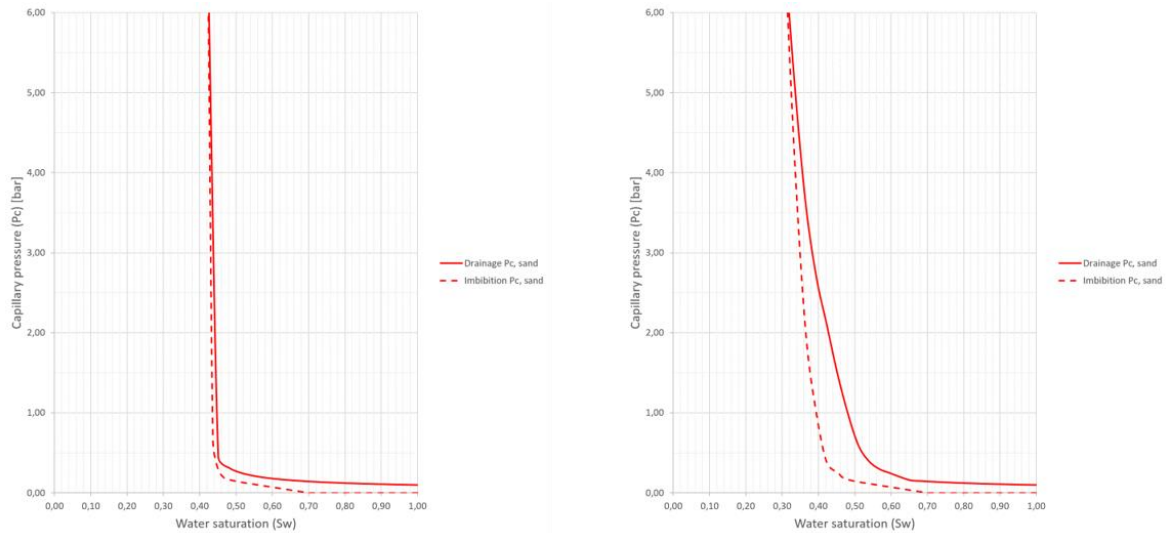 6,00
5,00
4,00
3,00
2,00
1,00
0,00
Capillary pressure (Pc) [bar]
0,00 0,10 0,20 0,30 0,40 0,50 0,60 0,70 0,80 0,90 1,00
Water saturation (Sw)
Drainage Pc, sand
Imbibition Pc, sand
6,00
5,00
4,00
3,00
2,00
1,00
0,00
Capillary pressure (Pc) [bar]
0,00 0,10 0,20 0,30 0,40 0,50 0,60 0,70 0,80 0,90 1,00
Water saturation (Sw)
Drainage Pc, sand
Imbibition Pc, sand